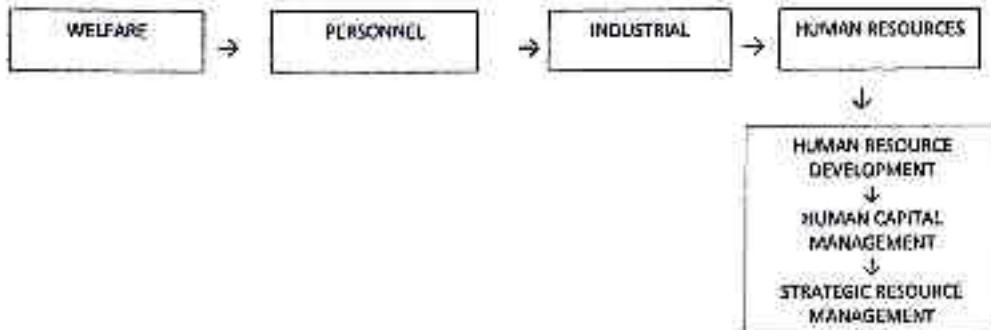 WELFARE
PERSONNEL
INDUSTRIAL
HUMAN RESOURCES
HUMAN RESOURCE
DEVELOPMENT
HUMAN CAPITAL
MANAGEMENT
STRATEGIC RESOURCE
MANAGEMENT